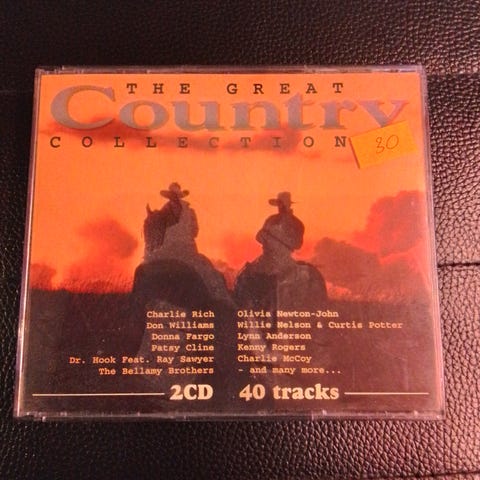 THE GREAT
Country
COLLECTION
30
Charlie Rich
Don Williams
Donna Fargo
Patsy Cline
Dr. Hook Feat. Ray Sawyer
The Bellamy Brothers
Olivia Newton-John
Willie Nelson & Curtis Potter
Lynn Anderson
Kenny Rogers
Charlie McCoy
- and many more...
2CD 40 tracks